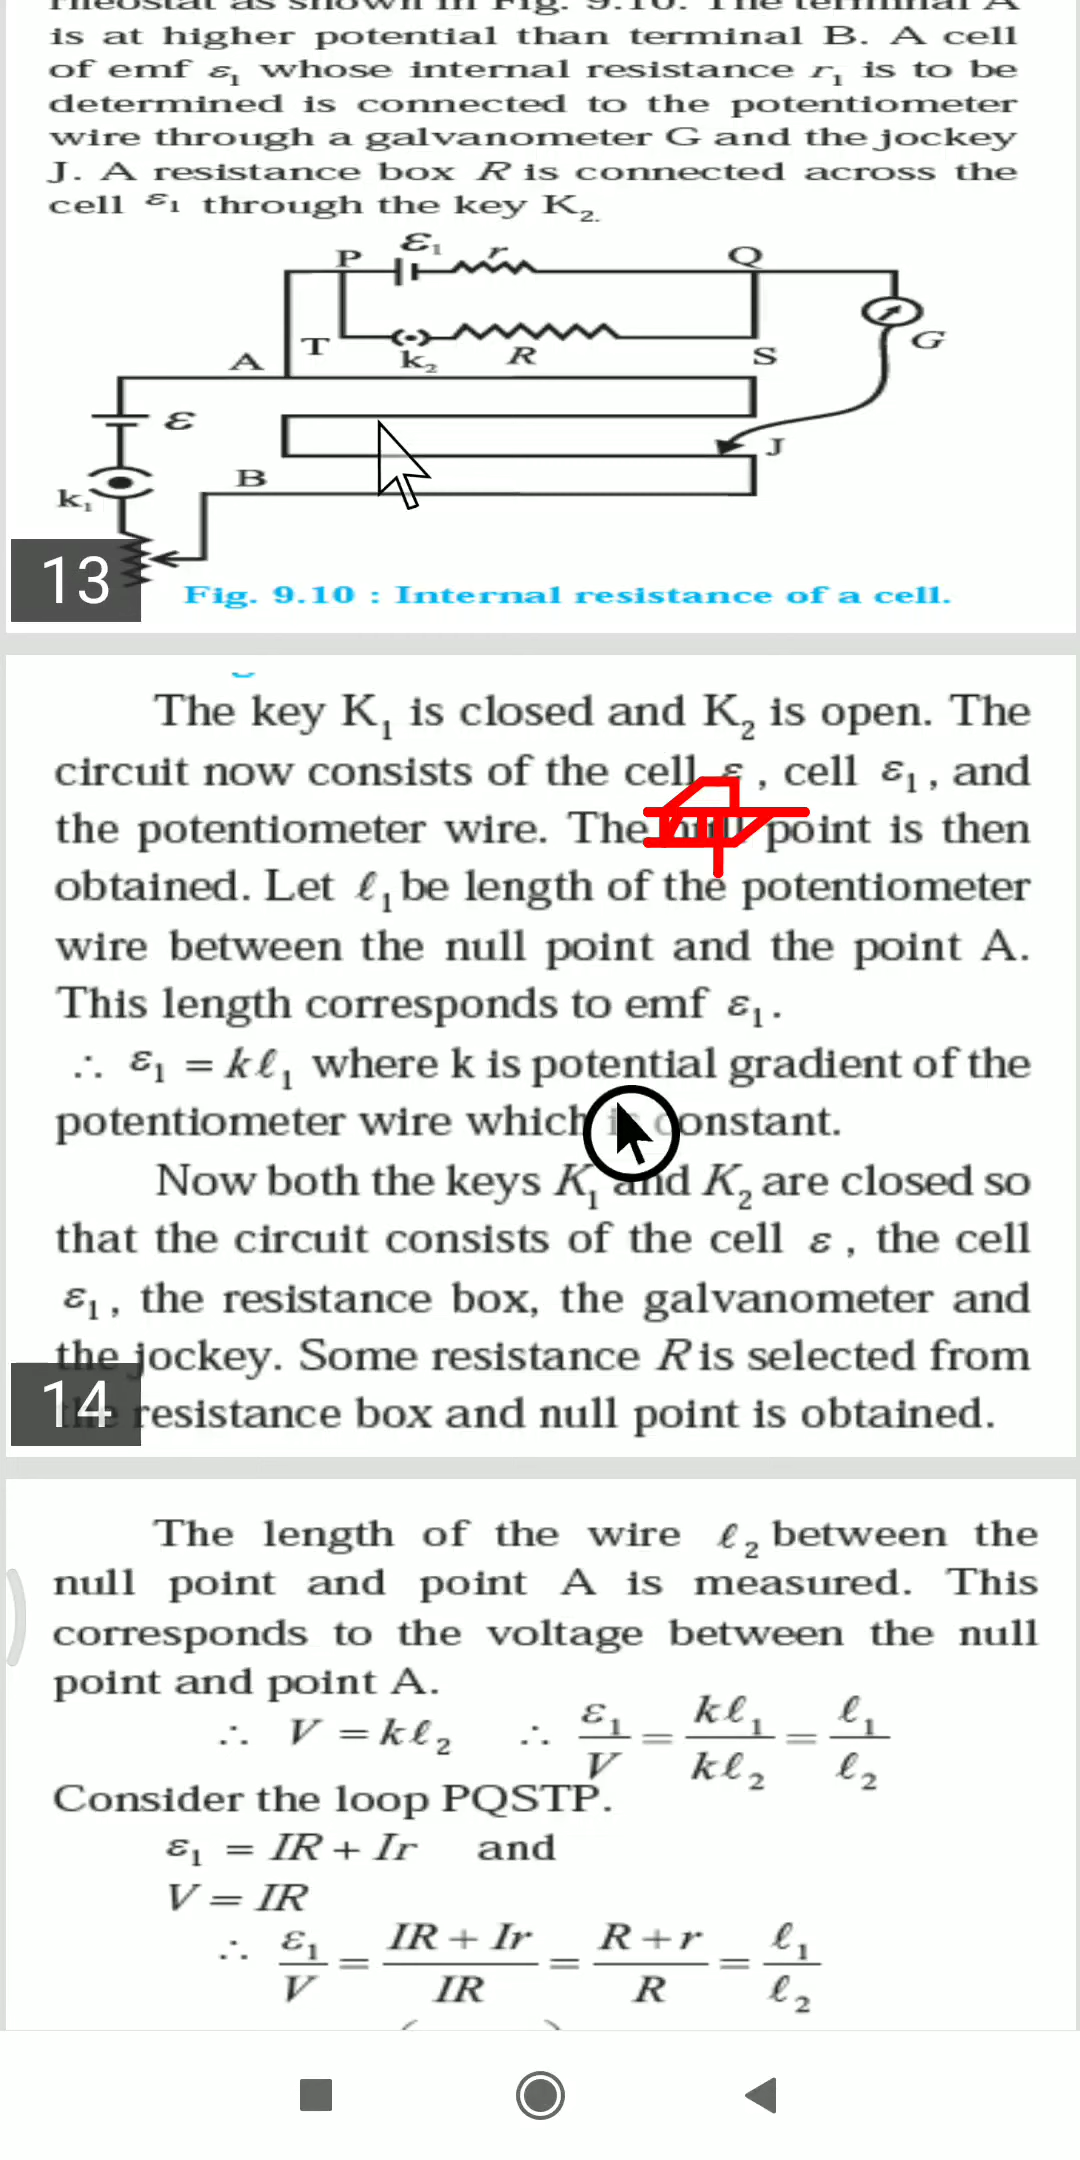 is at higher potential than terminal B. A cell
of emf ε₁ whose internal resistance r₁ is to be
determined is connected to the potentiometer
wire through a galvanometer G and the jockey
J. A resistance box R is connected across the
cell ε₁ through the key K₂.
P ε₁ r Q
T k₂ R S G
A
ε
J
B
k₁
13
Fig. 9.10 : Internal resistance of a cell.
The key K₁ is closed and K₂ is open. The
circuit now consists of the cell ε , cell ε₁ , and
the potentiometer wire. The null point is then
obtained. Let ℓ₁ be length of the potentiometer
wire between the null point and the point A.
This length corresponds to emf ε₁ .
∴ ε₁ = kℓ₁ where k is potential gradient of the
potentiometer wire which is constant.
Now both the keys K₁ and K₂ are closed so
that the circuit consists of the cell ε , the cell
ε₁ , the resistance box, the galvanometer and
the jockey. Some resistance R is selected from
the resistance box and null point is obtained.
14
The length of the wire ℓ₂ between the
null point and point A is measured. This
corresponds to the voltage between the null
point and point A.
∴ V = kℓ₂ ∴ ε₁/V = kℓ₁/kℓ₂ = ℓ₁/ℓ₂
Consider the loop PQSTP.
ε₁ = IR + Ir and
V = IR
∴ ε₁/V = IR + Ir/IR = R + r/R = ℓ₁/ℓ₂